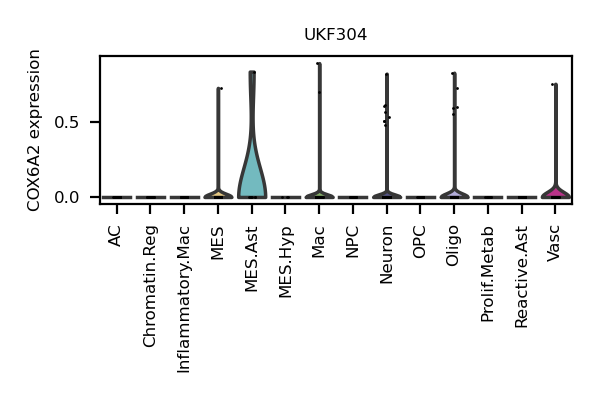 UKF304
COX6A2 expression
0.5
0.0
AC
Chromatin.Reg
Inflammatory.Mac
MES
MES.Ast
MES.Hyp
Mac
NPC
Neuron
OPC
Oligo
Prolif.Metab
Reactive.Ast
Vasc